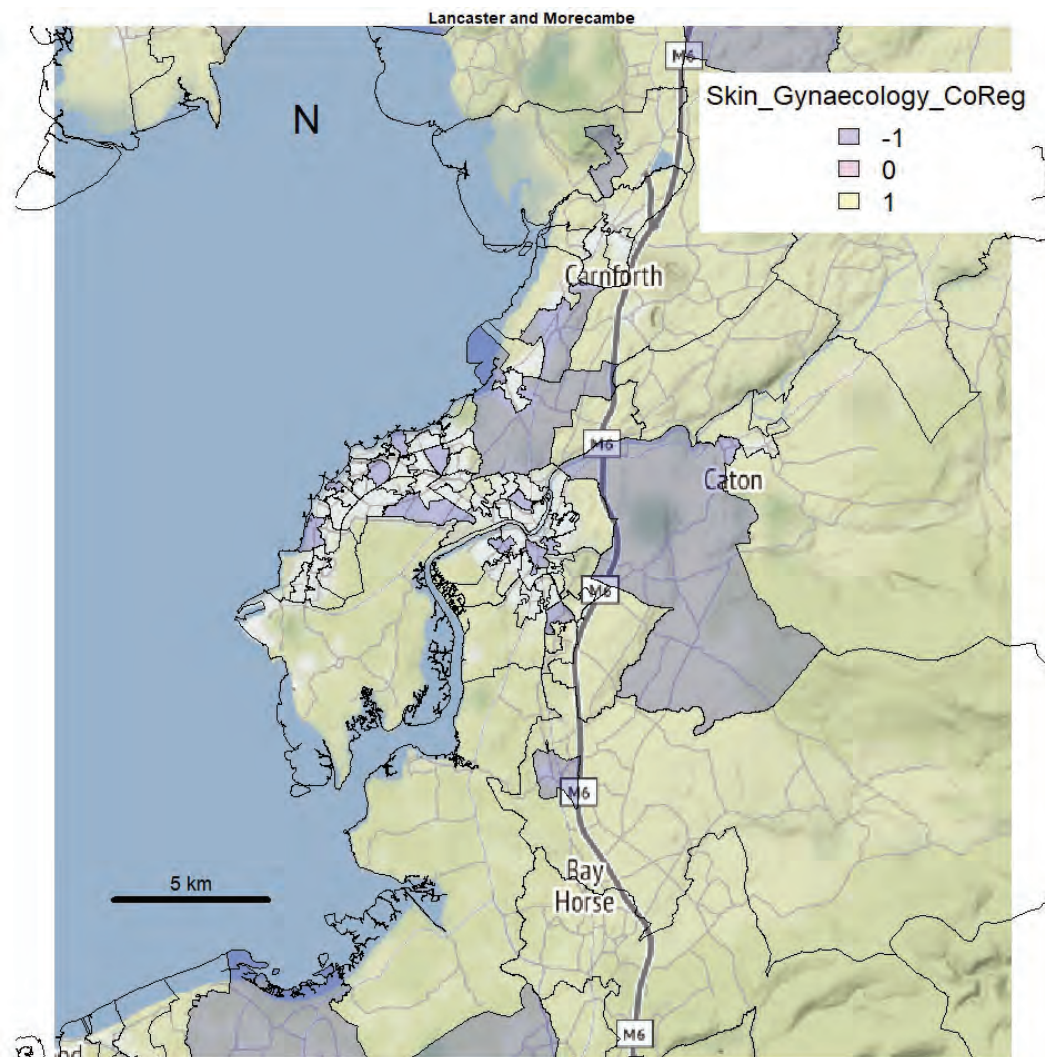 Lancaster and Morecambe
M6
N
Skin_Gynaecology_CoReg
-1
0
1
Carnforth
M6
Caton
M6
M6
Bay
Horse
5 km
M6